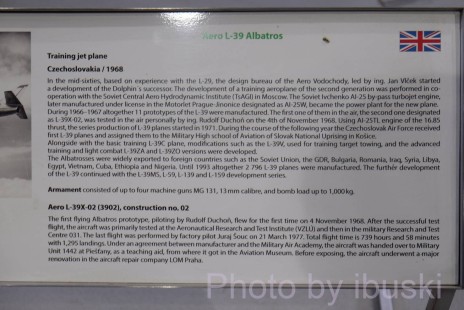 Aero L-39 Albatros
Training jet plane
Czechoslovakia / 1968
In the mid-sixties, based on experience with the L-29, the design bureau of the Aero Vodochody, led by ing. Jan Vlček started
a development of the Dolphin´s successor. The development of a training aeroplane of the second generation was performed in co-
operation with the Soviet Central Aero Hydrodynamic Institute (TsAGI) in Moscow. The Soviet Ivchenko AI-25 by-pass turbojet engine,
later manufactured under license in the Motorlet Prague-Jinonice designated as AI-25W, became the power plant for the new plane.
During 1966–1967 altogether 11 prototypes of the L-39 were manufactured. The first one of them in the air, the second one designated
as L-39X-02, was tested in the air personally by ing. Rudolf Duchoň on the 4th of November 1968. Using AI-25TL engine of the 16.85
thrust, the series production of L-39 planes started in 1971. During the course of the following year the Czechoslovak Air Force received
first L-39 planes and assigned them to the Military High school of Aviation of Slovak National Uprising in Košice.
Alongside with the basic training L-39C plane, modifications such as the L-39V, used for training target towing, and the advanced
training and light combat L-39ZA and L-39ZO versions were developed.
The Albatrosses were widely exported to foreign countries such as the Soviet Union, the GDR, Bulgaria, Romania, Iraq, Syria, Libya,
Egypt, Vietnam, Cuba, Ethiopia and Nigeria. Until 1993 altogether 2 796 L-39 planes were manufactured. The further development
of the L-39 continued with the L-39MS, L-59, L-139 and L-159 development series.
Armament consisted of up to four machine guns MG 131, 13 mm calibre, and bomb load up to 1,000 kg.
Aero L-39X-02 (3902), construction no. 02
The first flying Albatros prototype, piloting by Rudolf Duchoň, flew for the first time on 4 November 1968. After the successful test
flight, the aircraft was primarily tested at the Aeronautical Research and Test Institute (VZLÚ) and then in the military Research and Test
Centre 031. The last flight was performed by factory pilot Juraj Šouc on 21 March 1977. Total flight time is 739 hours and 58 minutes
with 1,295 landings. Under an agreement between manufacturer and the Military Air Academy, the aircraft was handed over to Military
Unit 1442 at Piešťany, as a teaching aid, from where it got in the Aviation Museum. Before exposing, the aircraft underwent a major
renovation in the aircraft repair company LOM Praha.
Photo by ibuski